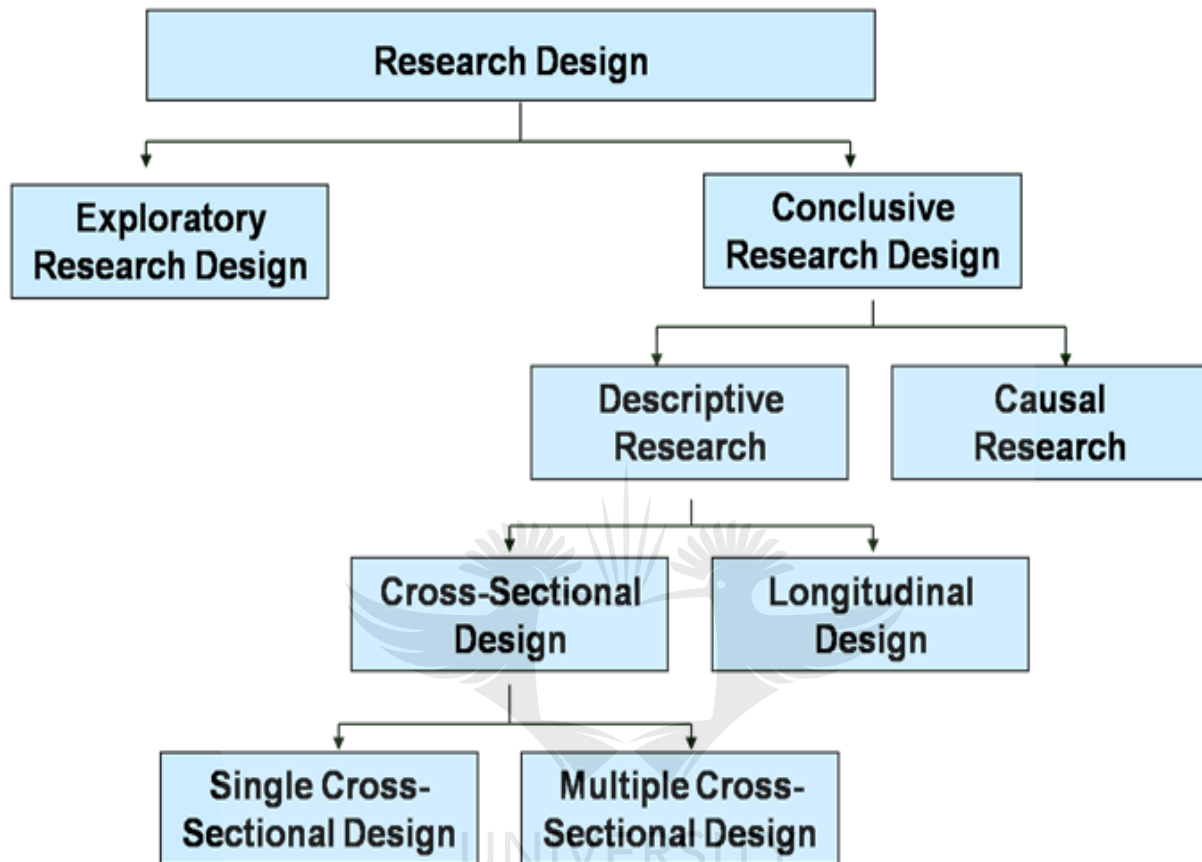 Research Design
Exploratory
Research Design
Conclusive
Research Design
Descriptive
Research
Causal
Research
Cross-Sectional
Design
Longitudinal
Design
Single Cross-
Sectional Design
Multiple Cross-
Sectional Design
UNIVERSITY